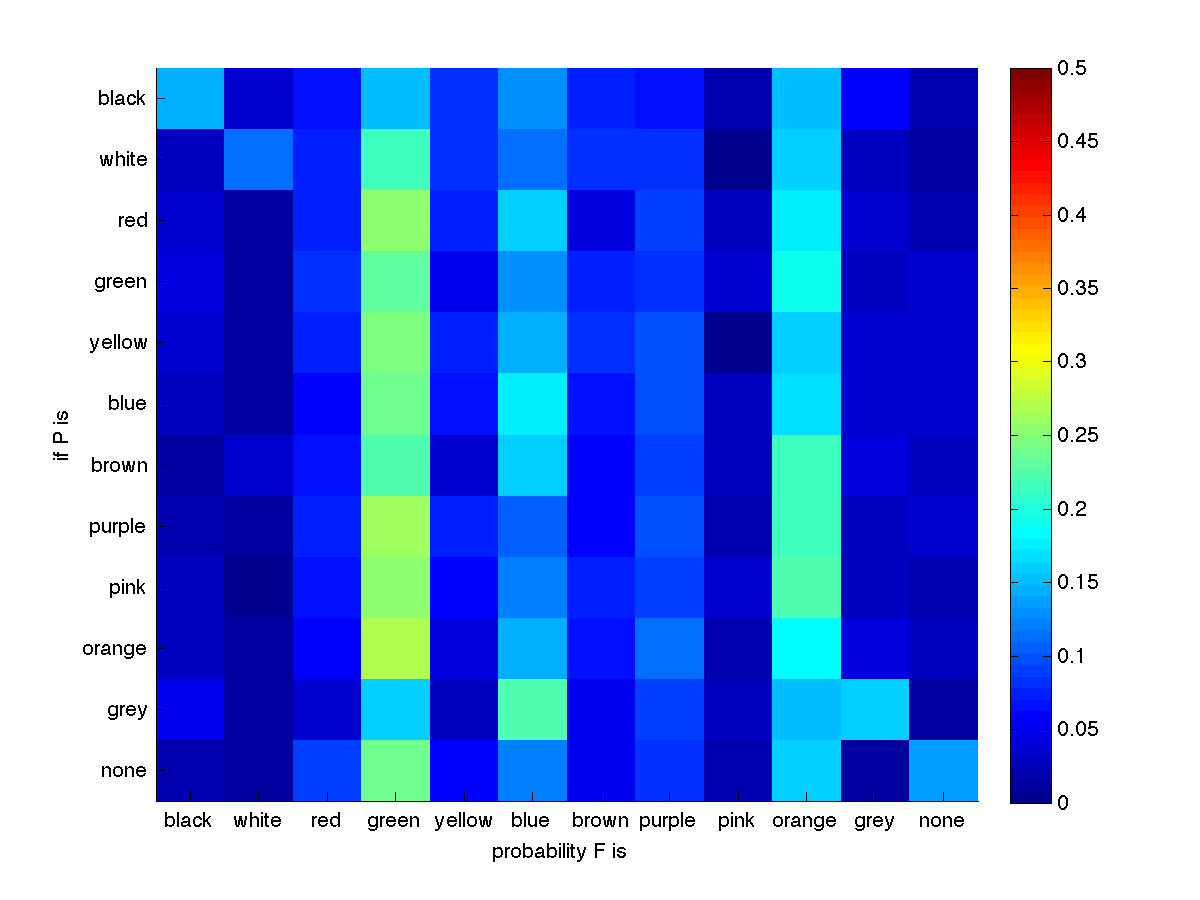 if P is
black
white
red
green
yellow
blue
brown
purple
pink
orange
grey
none
black white red green yellow blue brown purple pink orange grey none
probability F is
0.5
0.45
0.4
0.35
0.3
0.25
0.2
0.15
0.1
0.05
0